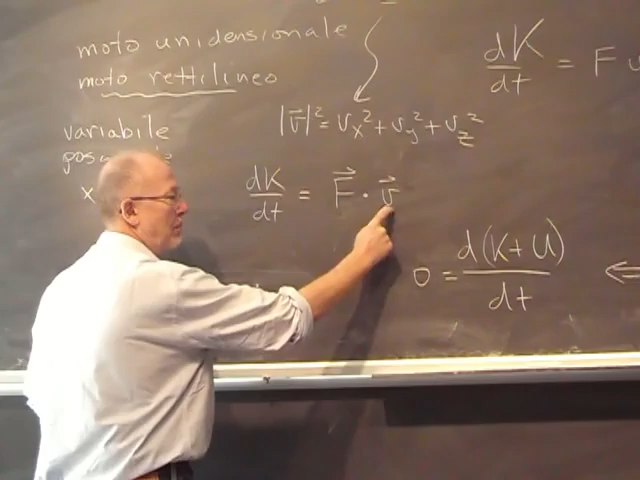 moto unidensionale
moto rettilineo
variabile
x
|v⃗|² = vx² + vy² + vz²
dK/dt = F⃗ · v⃗
dK/dt = F v
0 = d(K+U)/dt ⇐